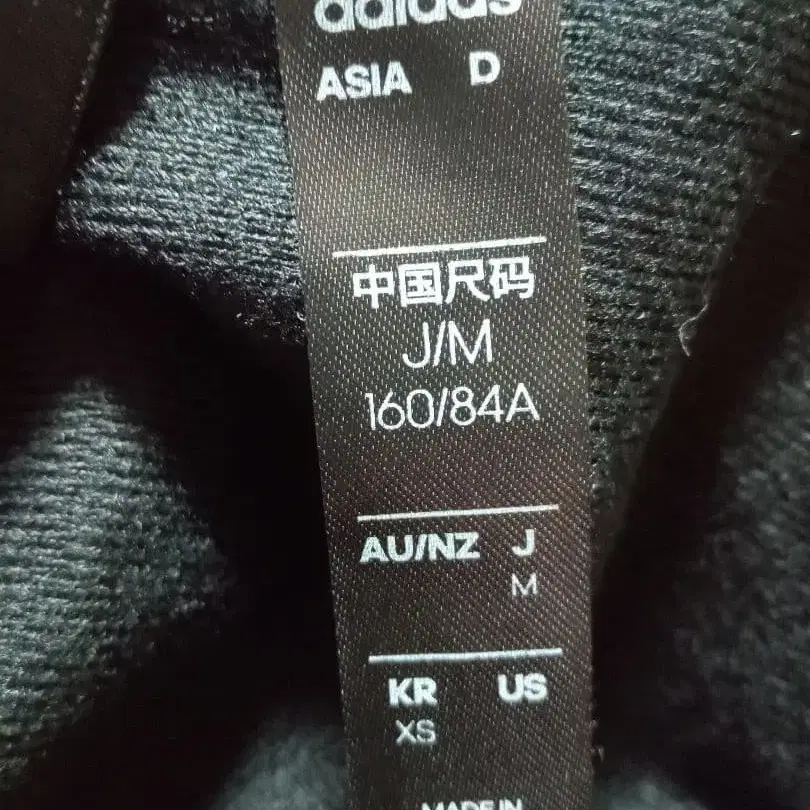 adidas
ASIA D
中国尺码
J/M
160/84A
AU/NZ J
M
KR US
XS
MADE IN